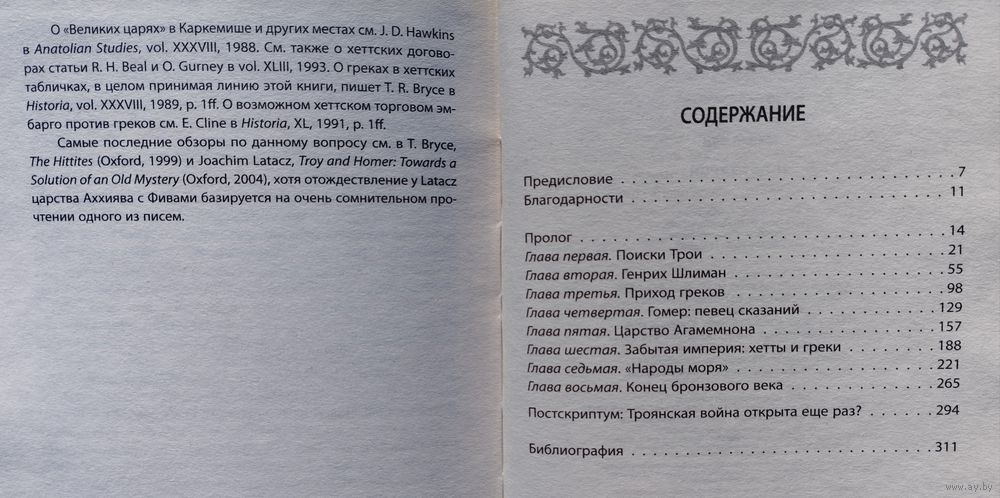 О «Великих царях» в Каркемише и других местах см. J. D. Hawkins
в Anatolian Studies, vol. XXXVIII, 1988. См. также о хеттских догово-
рах статьи R. H. Beal и O. Gurney в vol. XLIII, 1993. О греках в хеттских
табличках, в целом принимая линию этой книги, пишет T. R. Bryce в
Historia, vol. XXXVIII, 1989, p. 1ff. О возможном хеттском торговом эм-
барго против греков см. E. Cline в Historia, XL, 1991, p. 1ff.
Самые последние обзоры по данному вопросу см. в T. Bryce,
The Hittites (Oxford, 1999) и Joachim Latacz, Troy and Homer: Towards a
Solution of an Old Mystery (Oxford, 2004), хотя отождествление у Latacz
царства Аххиява с Фивами базируется на очень сомнительном про-
чтении одного из писем.
СОДЕРЖАНИЕ
Предисловие . . . . . . . . . . . . . . . . . . . . . . . . . . . . 7
Благодарности . . . . . . . . . . . . . . . . . . . . . . . . . . 11
Пролог . . . . . . . . . . . . . . . . . . . . . . . . . . . . . . 14
Глава первая. Поиски Трои . . . . . . . . . . . . . . . . . . . 21
Глава вторая. Генрих Шлиман . . . . . . . . . . . . . . . . . 55
Глава третья. Приход греков . . . . . . . . . . . . . . . . . 98
Глава четвертая. Гомер: певец сказаний . . . . . . . . . . 129
Глава пятая. Царство Агамемнона . . . . . . . . . . . . . . 157
Глава шестая. Забытая империя: хетты и греки . . . . . . . 188
Глава седьмая. «Народы моря» . . . . . . . . . . . . . . . . 221
Глава восьмая. Конец бронзового века . . . . . . . . . . . . 265
Постскриптум: Троянская война открыта еще раз? . . . . . . 294
Библиография . . . . . . . . . . . . . . . . . . . . . . . . . 311
www.ay.by